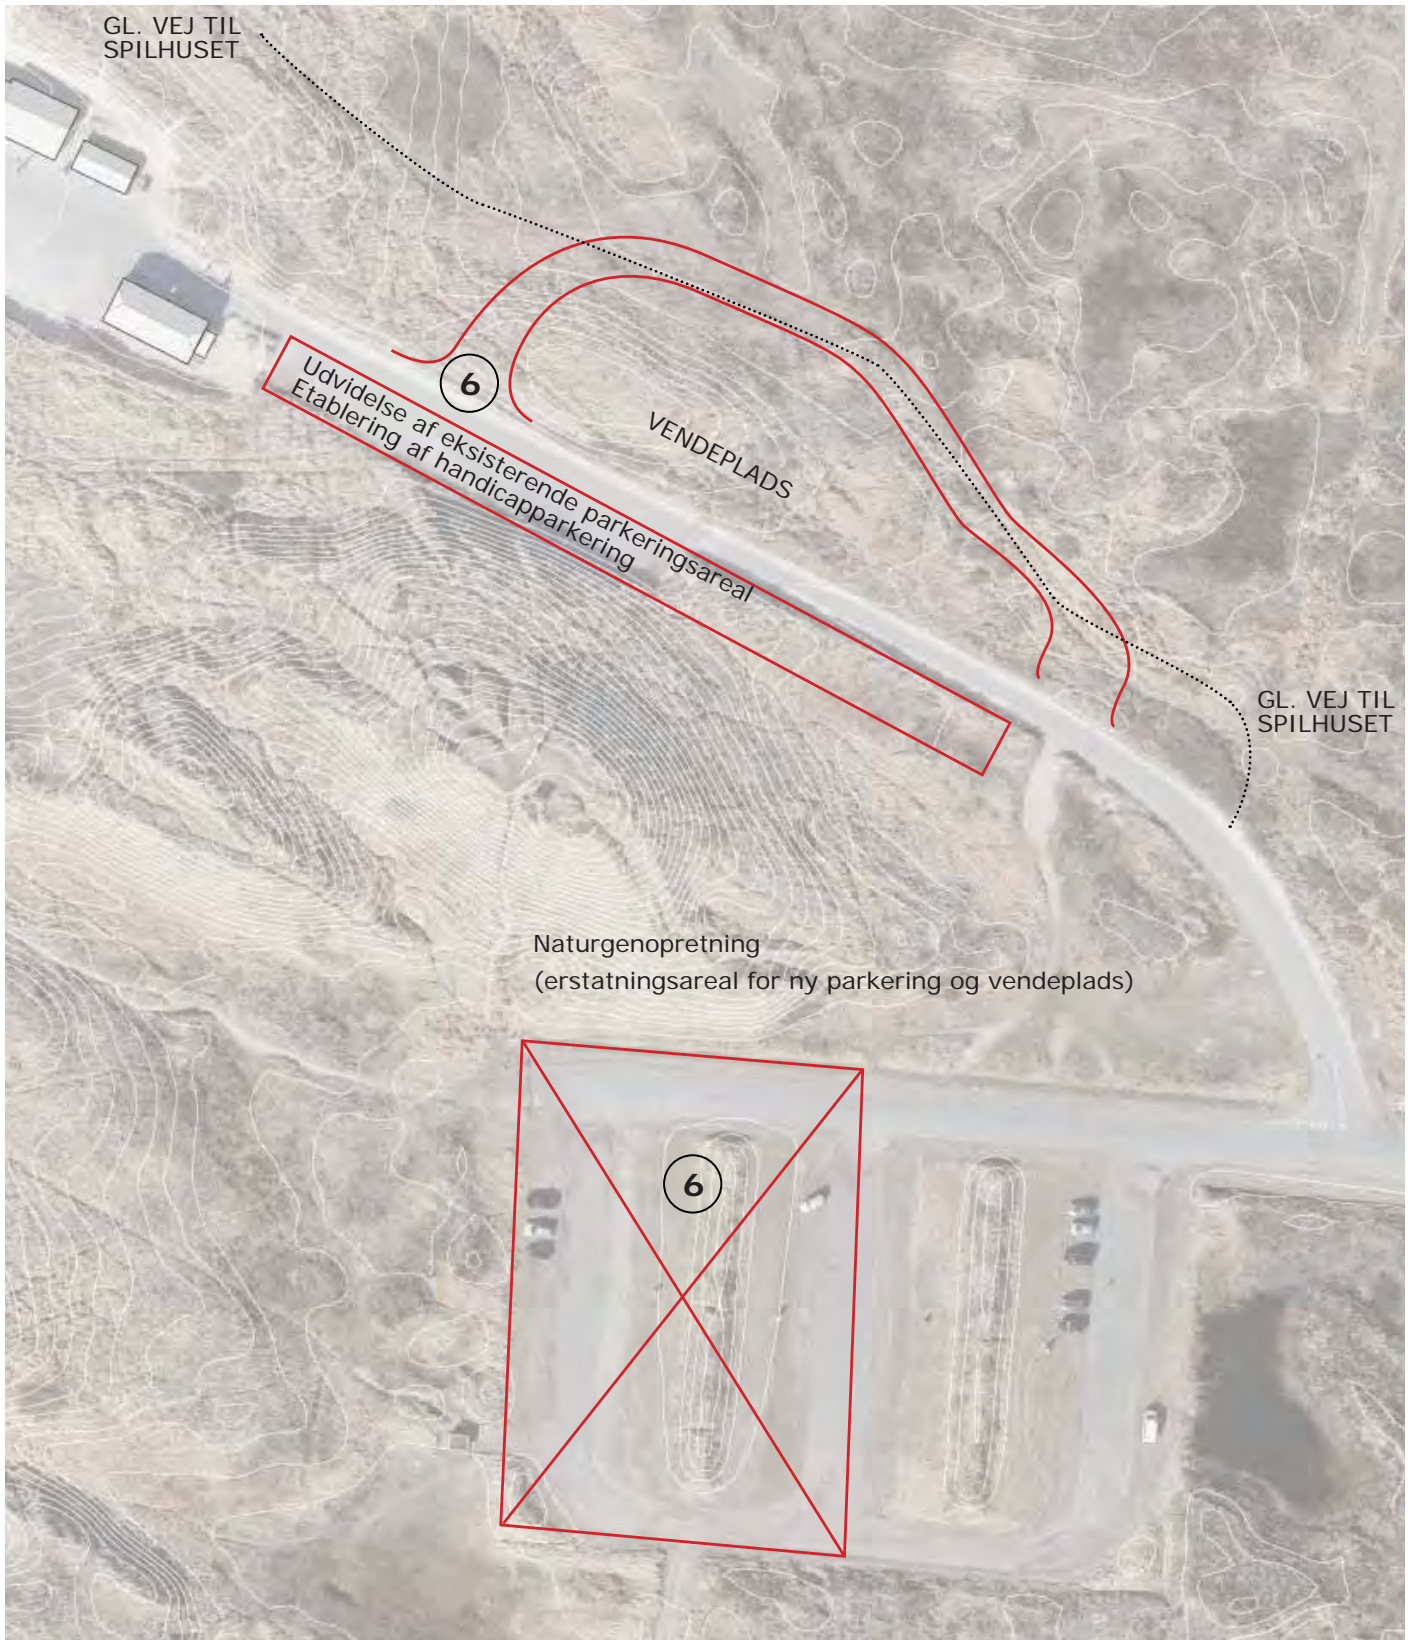 GL. VEJ TIL
SPILHUSET
6
Udvidelse af eksisterende parkeringsareal
Etablering af handicapparkering
VENDEPLADS
GL. VEJ TIL
SPILHUSET
Naturgenopretning
(erstatningsareal for ny parkering og vendeplads)
6